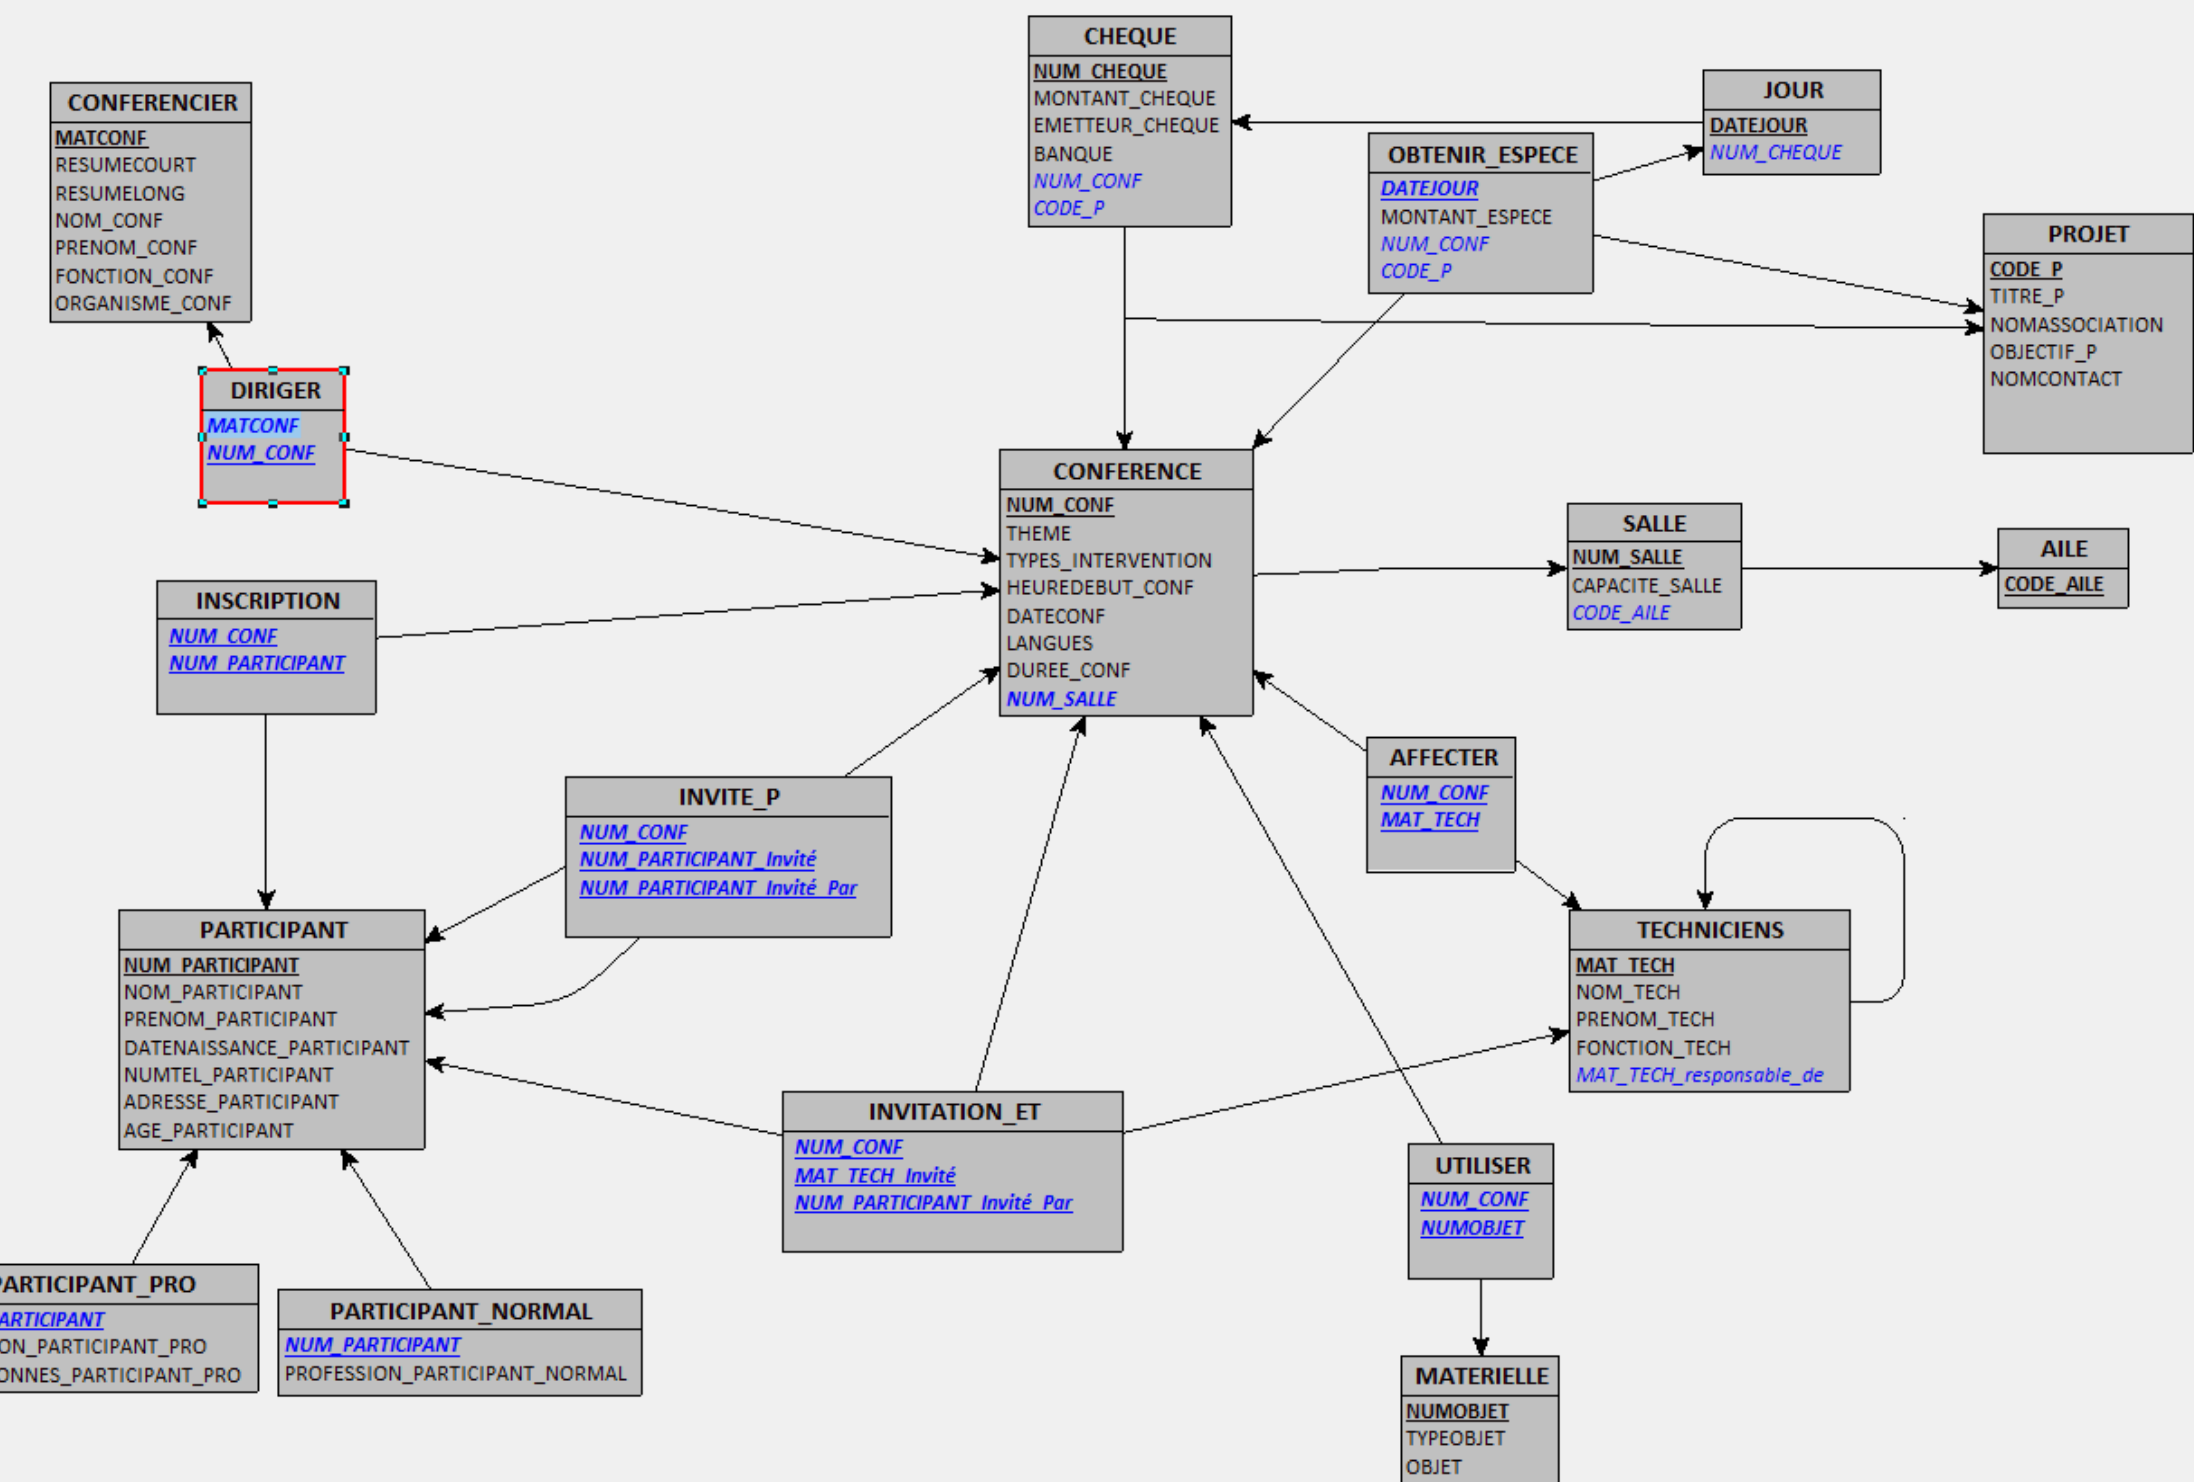 CHEQUE
NUM_CHEQUE
MONTANT_CHEQUE
EMETTEUR_CHEQUE
BANQUE
NUM_CONF
CODE_P
CONFERENCIER
MATCONF
RESUMECOURT
RESUMELONG
NOM_CONF
PRENOM_CONF
FONCTION_CONF
ORGANISME_CONF
JOUR
DATEJOUR
NUM_CHEQUE
OBTENIR_ESPECE
DATEJOUR
MONTANT_ESPECE
NUM_CONF
CODE_P
PROJET
CODE_P
TITRE_P
NOMASSOCIATION
OBJECTIF_P
NOMCONTACT
DIRIGER
MATCONF
NUM_CONF
CONFERENCE
NUM_CONF
THEME
TYPES_INTERVENTION
HEUREDEBUT_CONF
DATECONF
LANGUES
DUREE_CONF
NUM_SALLE
SALLE
NUM_SALLE
CAPACITE_SALLE
CODE_AILE
AILE
CODE_AILE
INSCRIPTION
NUM_CONF
NUM_PARTICIPANT
INVITE_P
NUM_CONF
NUM_PARTICIPANT_Invité
NUM_PARTICIPANT_Invité_Par
AFFECTER
NUM_CONF
MAT_TECH
PARTICIPANT
NUM_PARTICIPANT
NOM_PARTICIPANT
PRENOM_PARTICIPANT
DATENAISSANCE_PARTICIPANT
NUMTEL_PARTICIPANT
ADRESSE_PARTICIPANT
AGE_PARTICIPANT
TECHNICIENS
MAT_TECH
NOM_TECH
PRENOM_TECH
FONCTION_TECH
MAT_TECH_responsable_de
INVITATION_ET
NUM_CONF
MAT_TECH_Invité
NUM_PARTICIPANT_Invité_Par
UTILISER
NUM_CONF
NUMOBJET
PARTICIPANT_PRO
ARTICIPANT
ON_PARTICIPANT_PRO
ONNES_PARTICIPANT_PRO
PARTICIPANT_NORMAL
NUM_PARTICIPANT
PROFESSION_PARTICIPANT_NORMAL
MATERIELLE
NUMOBJET
TYPEOBJET
OBJET